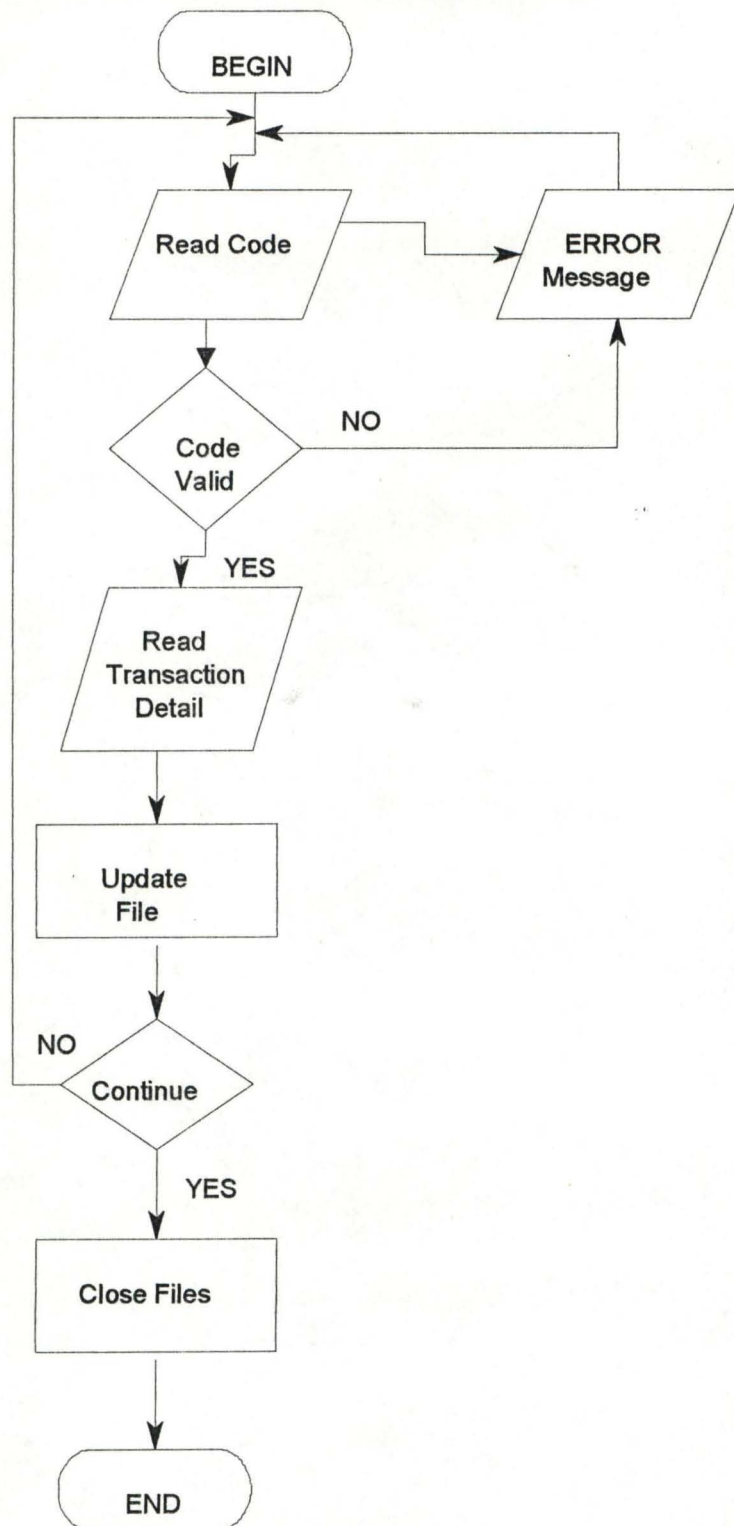 BEGIN
Read Code
ERROR
Message
NO
Code
Valid
YES
Read
Transaction
Detail
Update
File
NO
Continue
YES
Close Files
END